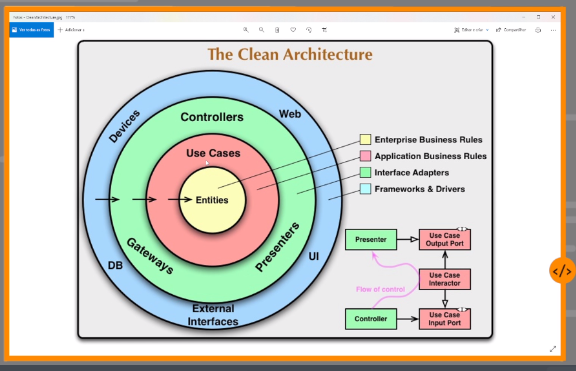 The Clean Architecture
Devices
Web
Controllers
Use Cases
Entities
Gateways
Presenters
DB
UI
External
Interfaces
Enterprise Business Rules
Application Business Rules
Interface Adapters
Frameworks & Drivers
Presenter
Use Case
Output Port
Use Case
Interactor
Flow of control
Controller
Use Case
Input Port
</>